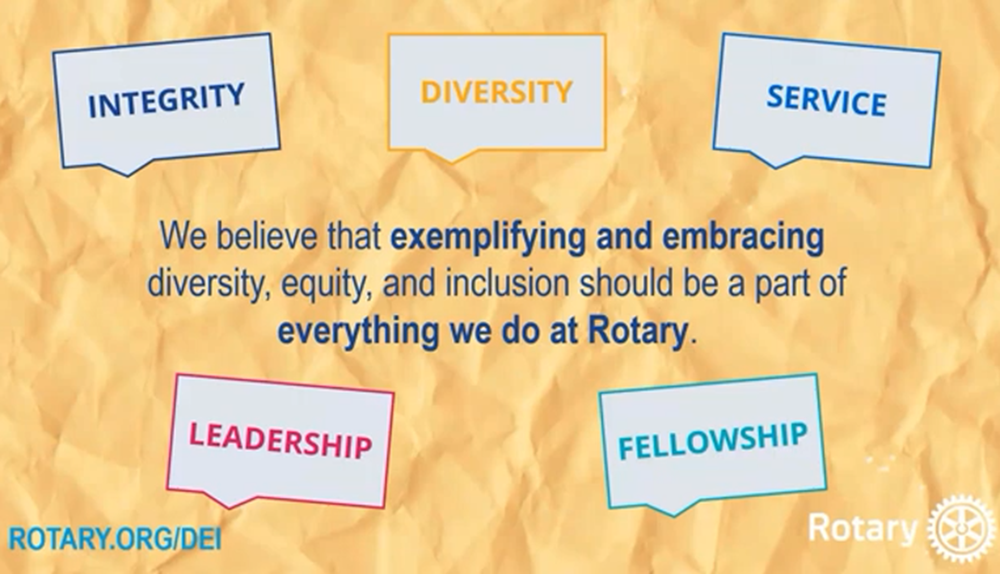 INTEGRITY
DIVERSITY
SERVICE
We believe that exemplifying and embracing
diversity, equity, and inclusion should be a part of
everything we do at Rotary.
LEADERSHIP
FELLOWSHIP
ROTARY.ORG/DEI
Rotary